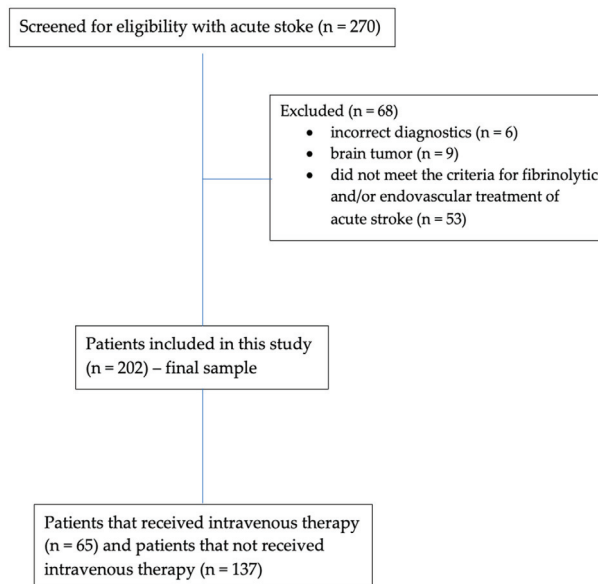 Screened for eligibility with acute stoke (n = 270)
Excluded (n = 68)
• incorrect diagnostics (n = 6)
• brain tumor (n = 9)
• did not meet the criteria for fibrinolytic
and/or endovascular treatment of
acute stroke (n = 53)
Patients included in this study
(n = 202) – final sample
Patients that received intravenous therapy
(n = 65) and patients that not received
intravenous therapy (n = 137)